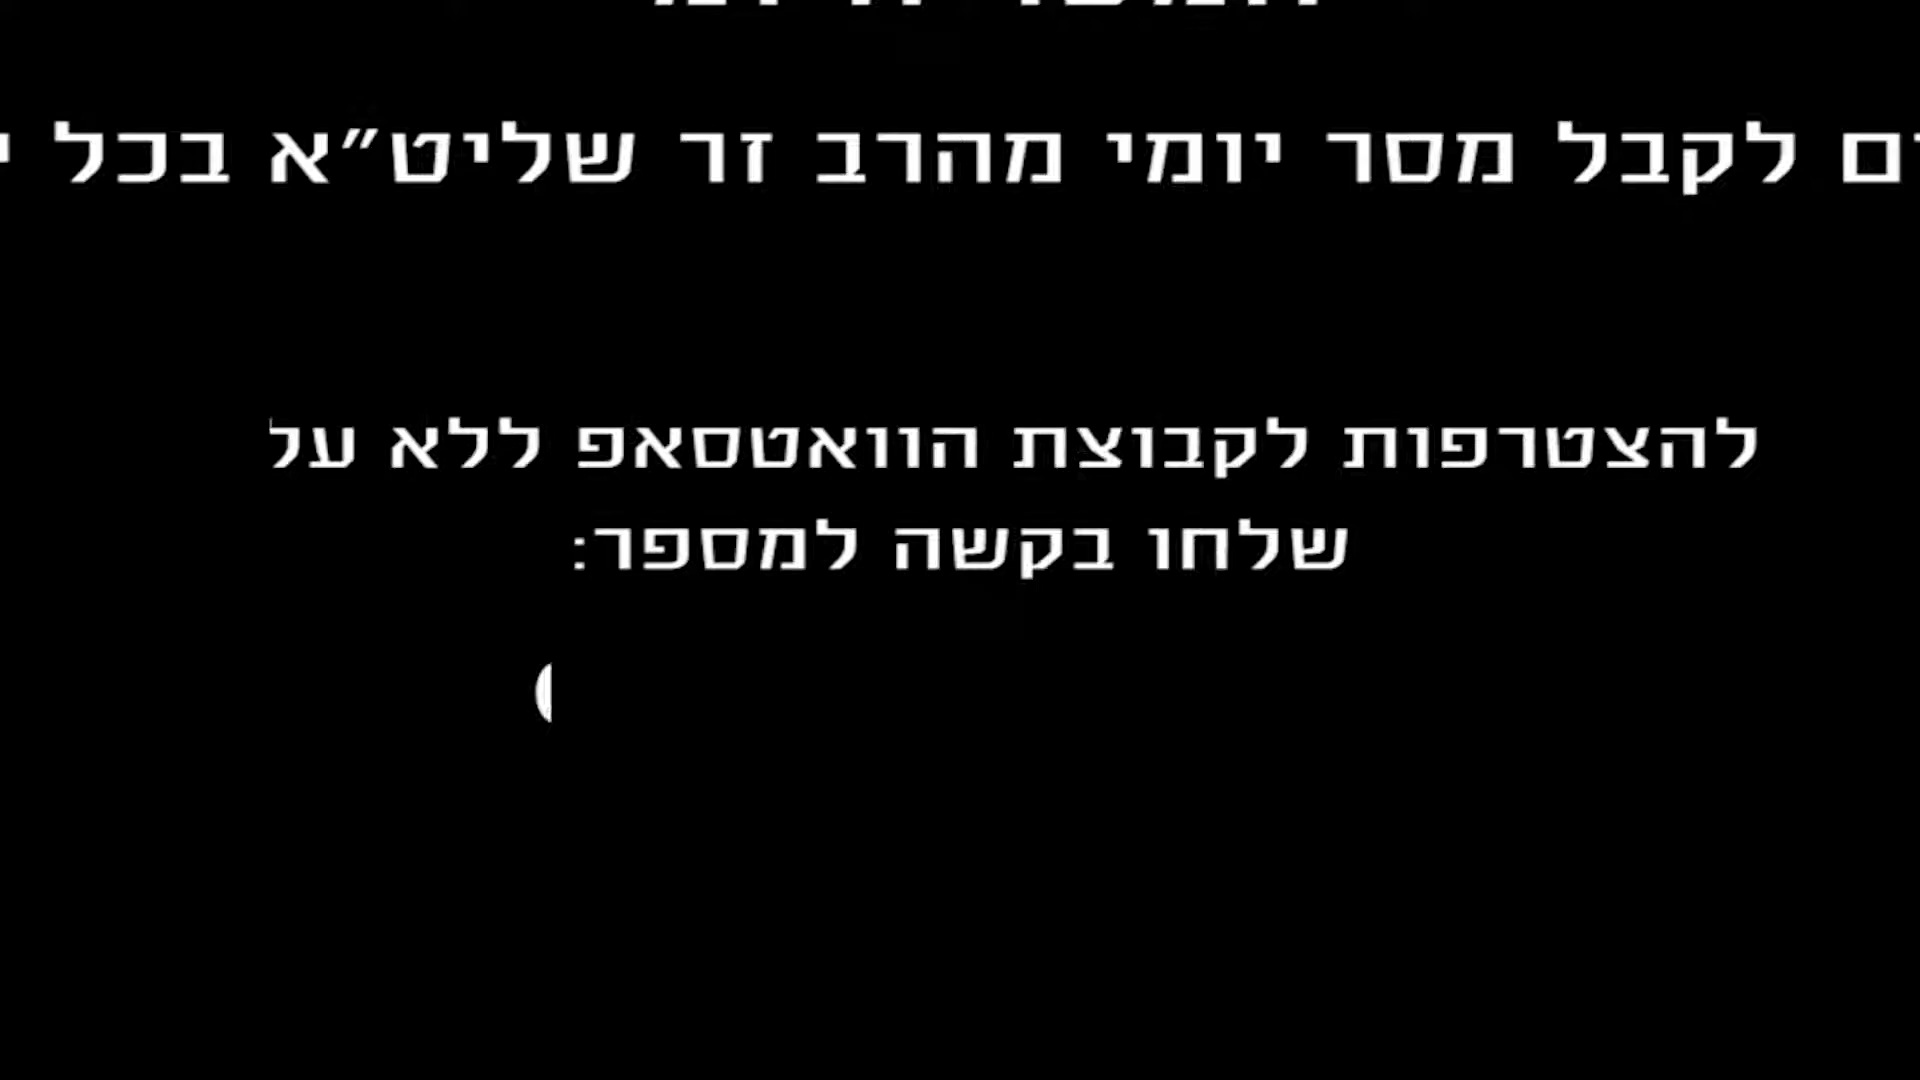 לקבל מסר יומי מהרב זר שליט״א בכל
להצטרפות לקבוצת הוואטסאפ ללא על
שלחו בקשה למספר: